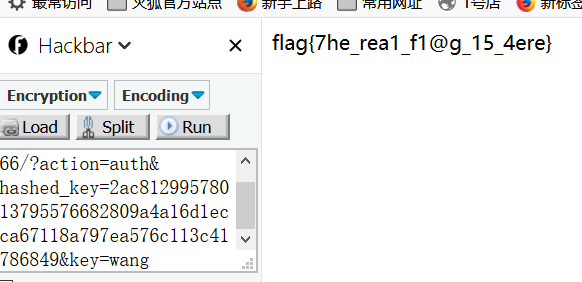 最常访问 火狐官方站点 新手上路 常用网址 1号店 新标签
Hackbar
flag{7he_rea1_f1@g_15_4ere}
Encryption Encoding
Load Split Run
66/?action=auth&
hashed_key=2ac812995780
13795576682809a4a16d1ec
ca67118a797ea576c113c41
786849&key=wang